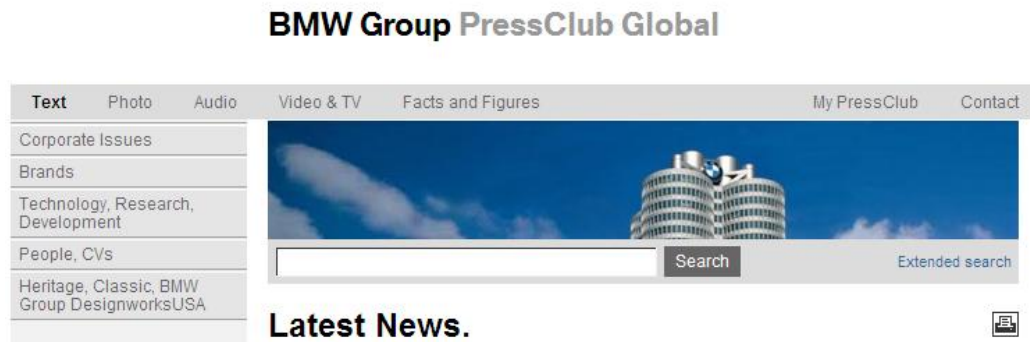 BMW Group PressClub Global
Text Photo Audio Video & TV Facts and Figures My PressClub Contact
Corporate Issues
Brands
Technology, Research,
Development
People, CVs
Heritage, Classic, BMW
Group DesignworksUSA
Search Extended search
Latest News.